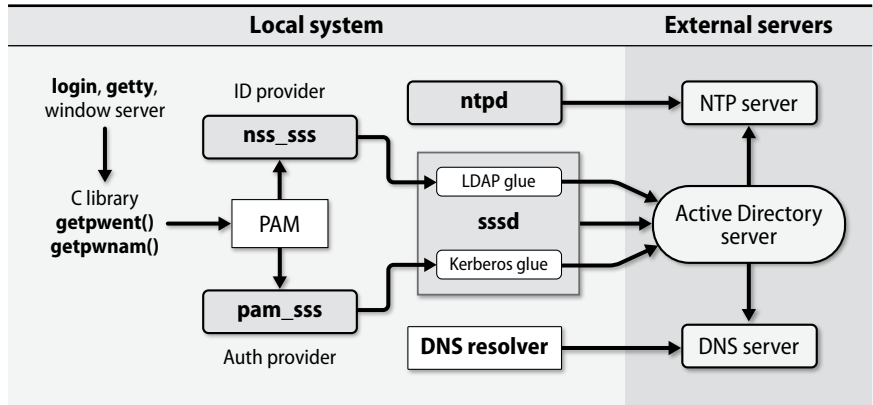 Local system
External servers
login, getty,
window server
C library
getpwent()
getpwnam()
ID provider
nss_sss
PAM
pam_sss
Auth provider
ntpd
LDAP glue
sssd
Kerberos glue
DNS resolver
NTP server
Active Directory
server
DNS server